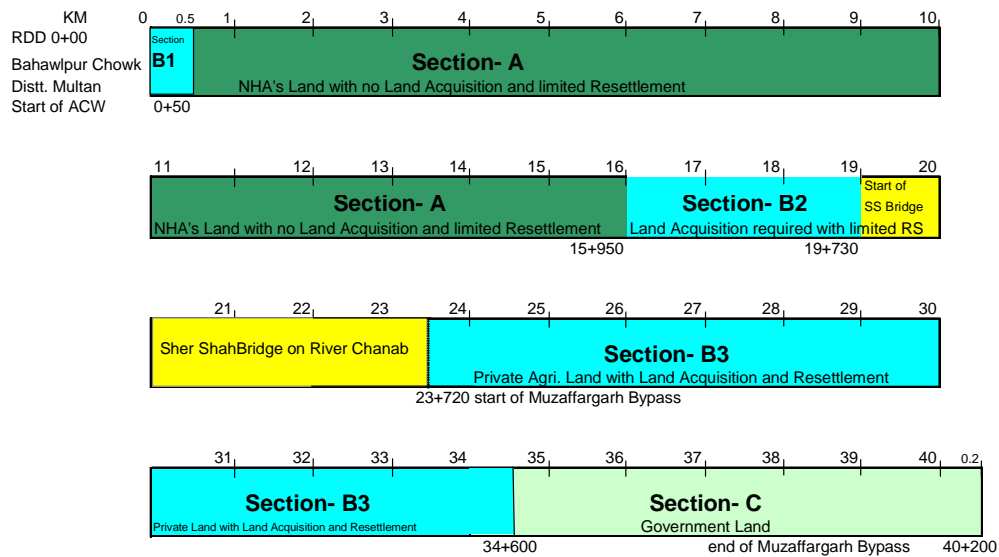 KM 0 0.5 1 2 3 4 5 6 7 8 9 10
RDD 0+00
Bahawlpur Chowk
Distt. Multan
Start of ACW
Section
B1
0+50
Section- A
NHA's Land with no Land Acquisition and limited Resettlement
11 12 13 14 15 16 17 18 19 20
Section- A
NHA's Land with no Land Acquisition and limited Resettlement
15+950
Section- B2
Land Acquisition required with limited RS
19+730
Start of
SS Bridge
21 22 23 24 26 27 28 29 30
Sher ShahBridge on River Chanab
Section- B3
Private Agri. Land with Land Acquisition and Resettlement
23+720 start of Muzaffargarh Bypass
31 32 33 34 35 36 37 38 39 40 0.2
Section- B3
Private Land with Land Acquisition and Resettlement
34+600
Section- C
Government Land
end of Muzaffargarh Bypass 40+200